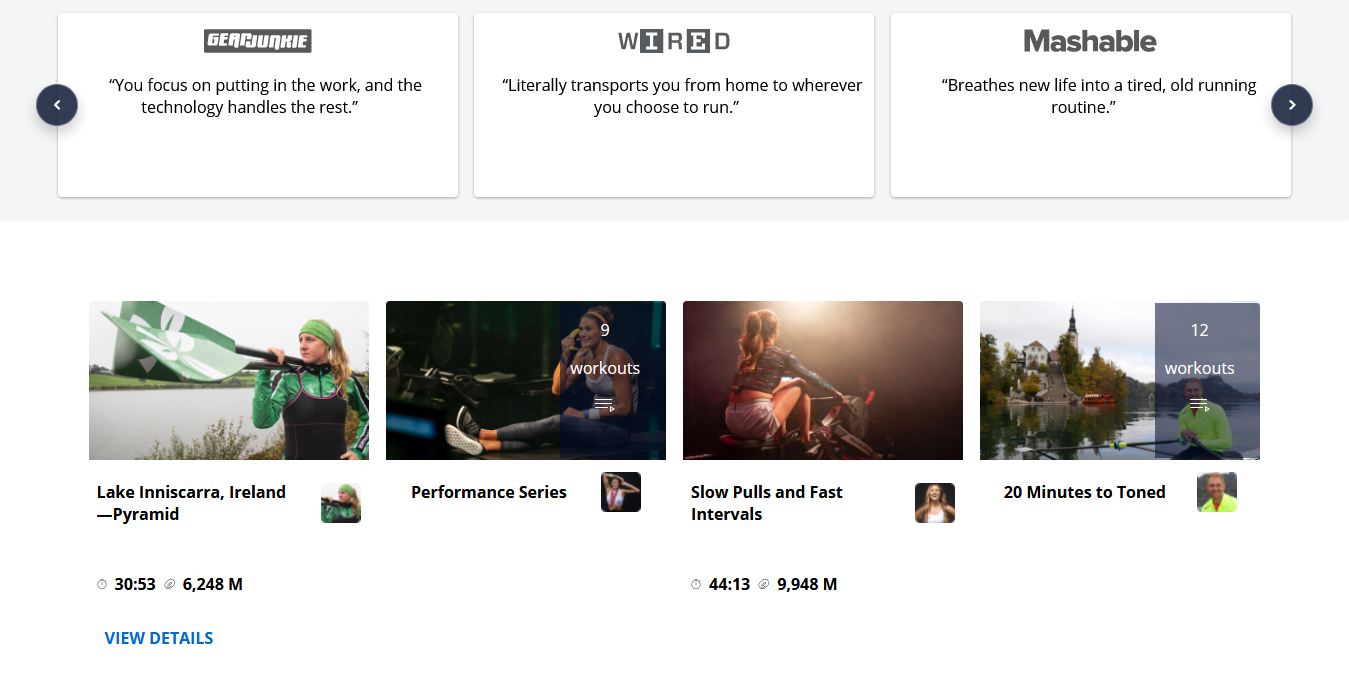 GEARJUNKIE
“You focus on putting in the work, and the
technology handles the rest.”
WIRED
“Literally transports you from home to wherever
you choose to run.”
Mashable
“Breathes new life into a tired, old running
routine.”
9
workouts
12
workouts
Lake Inniscarra, Ireland
—Pyramid
Performance Series
Slow Pulls and Fast
Intervals
20 Minutes to Toned
30:53 6,248 M
44:13 9,948 M
VIEW DETAILS